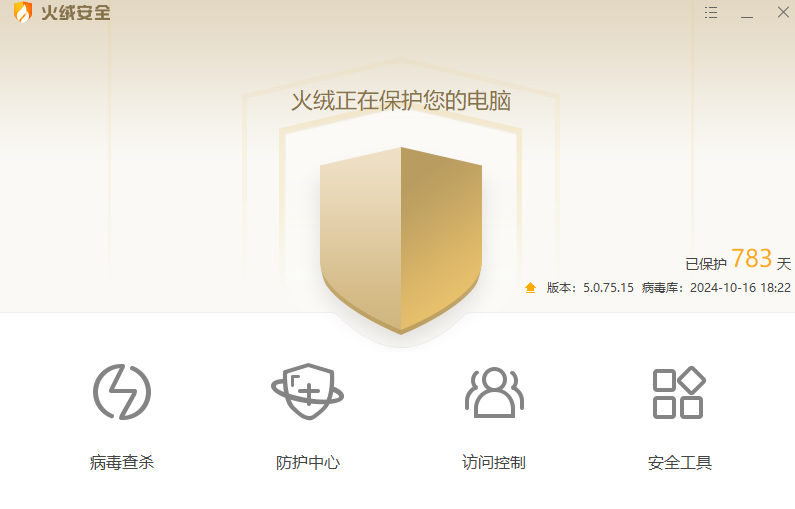 火绒安全
火绒正在保护您的电脑
已保护 783 天
版本：5.0.75.15 病毒库：2024-10-16 18:22
病毒查杀 防护中心 访问控制 安全工具